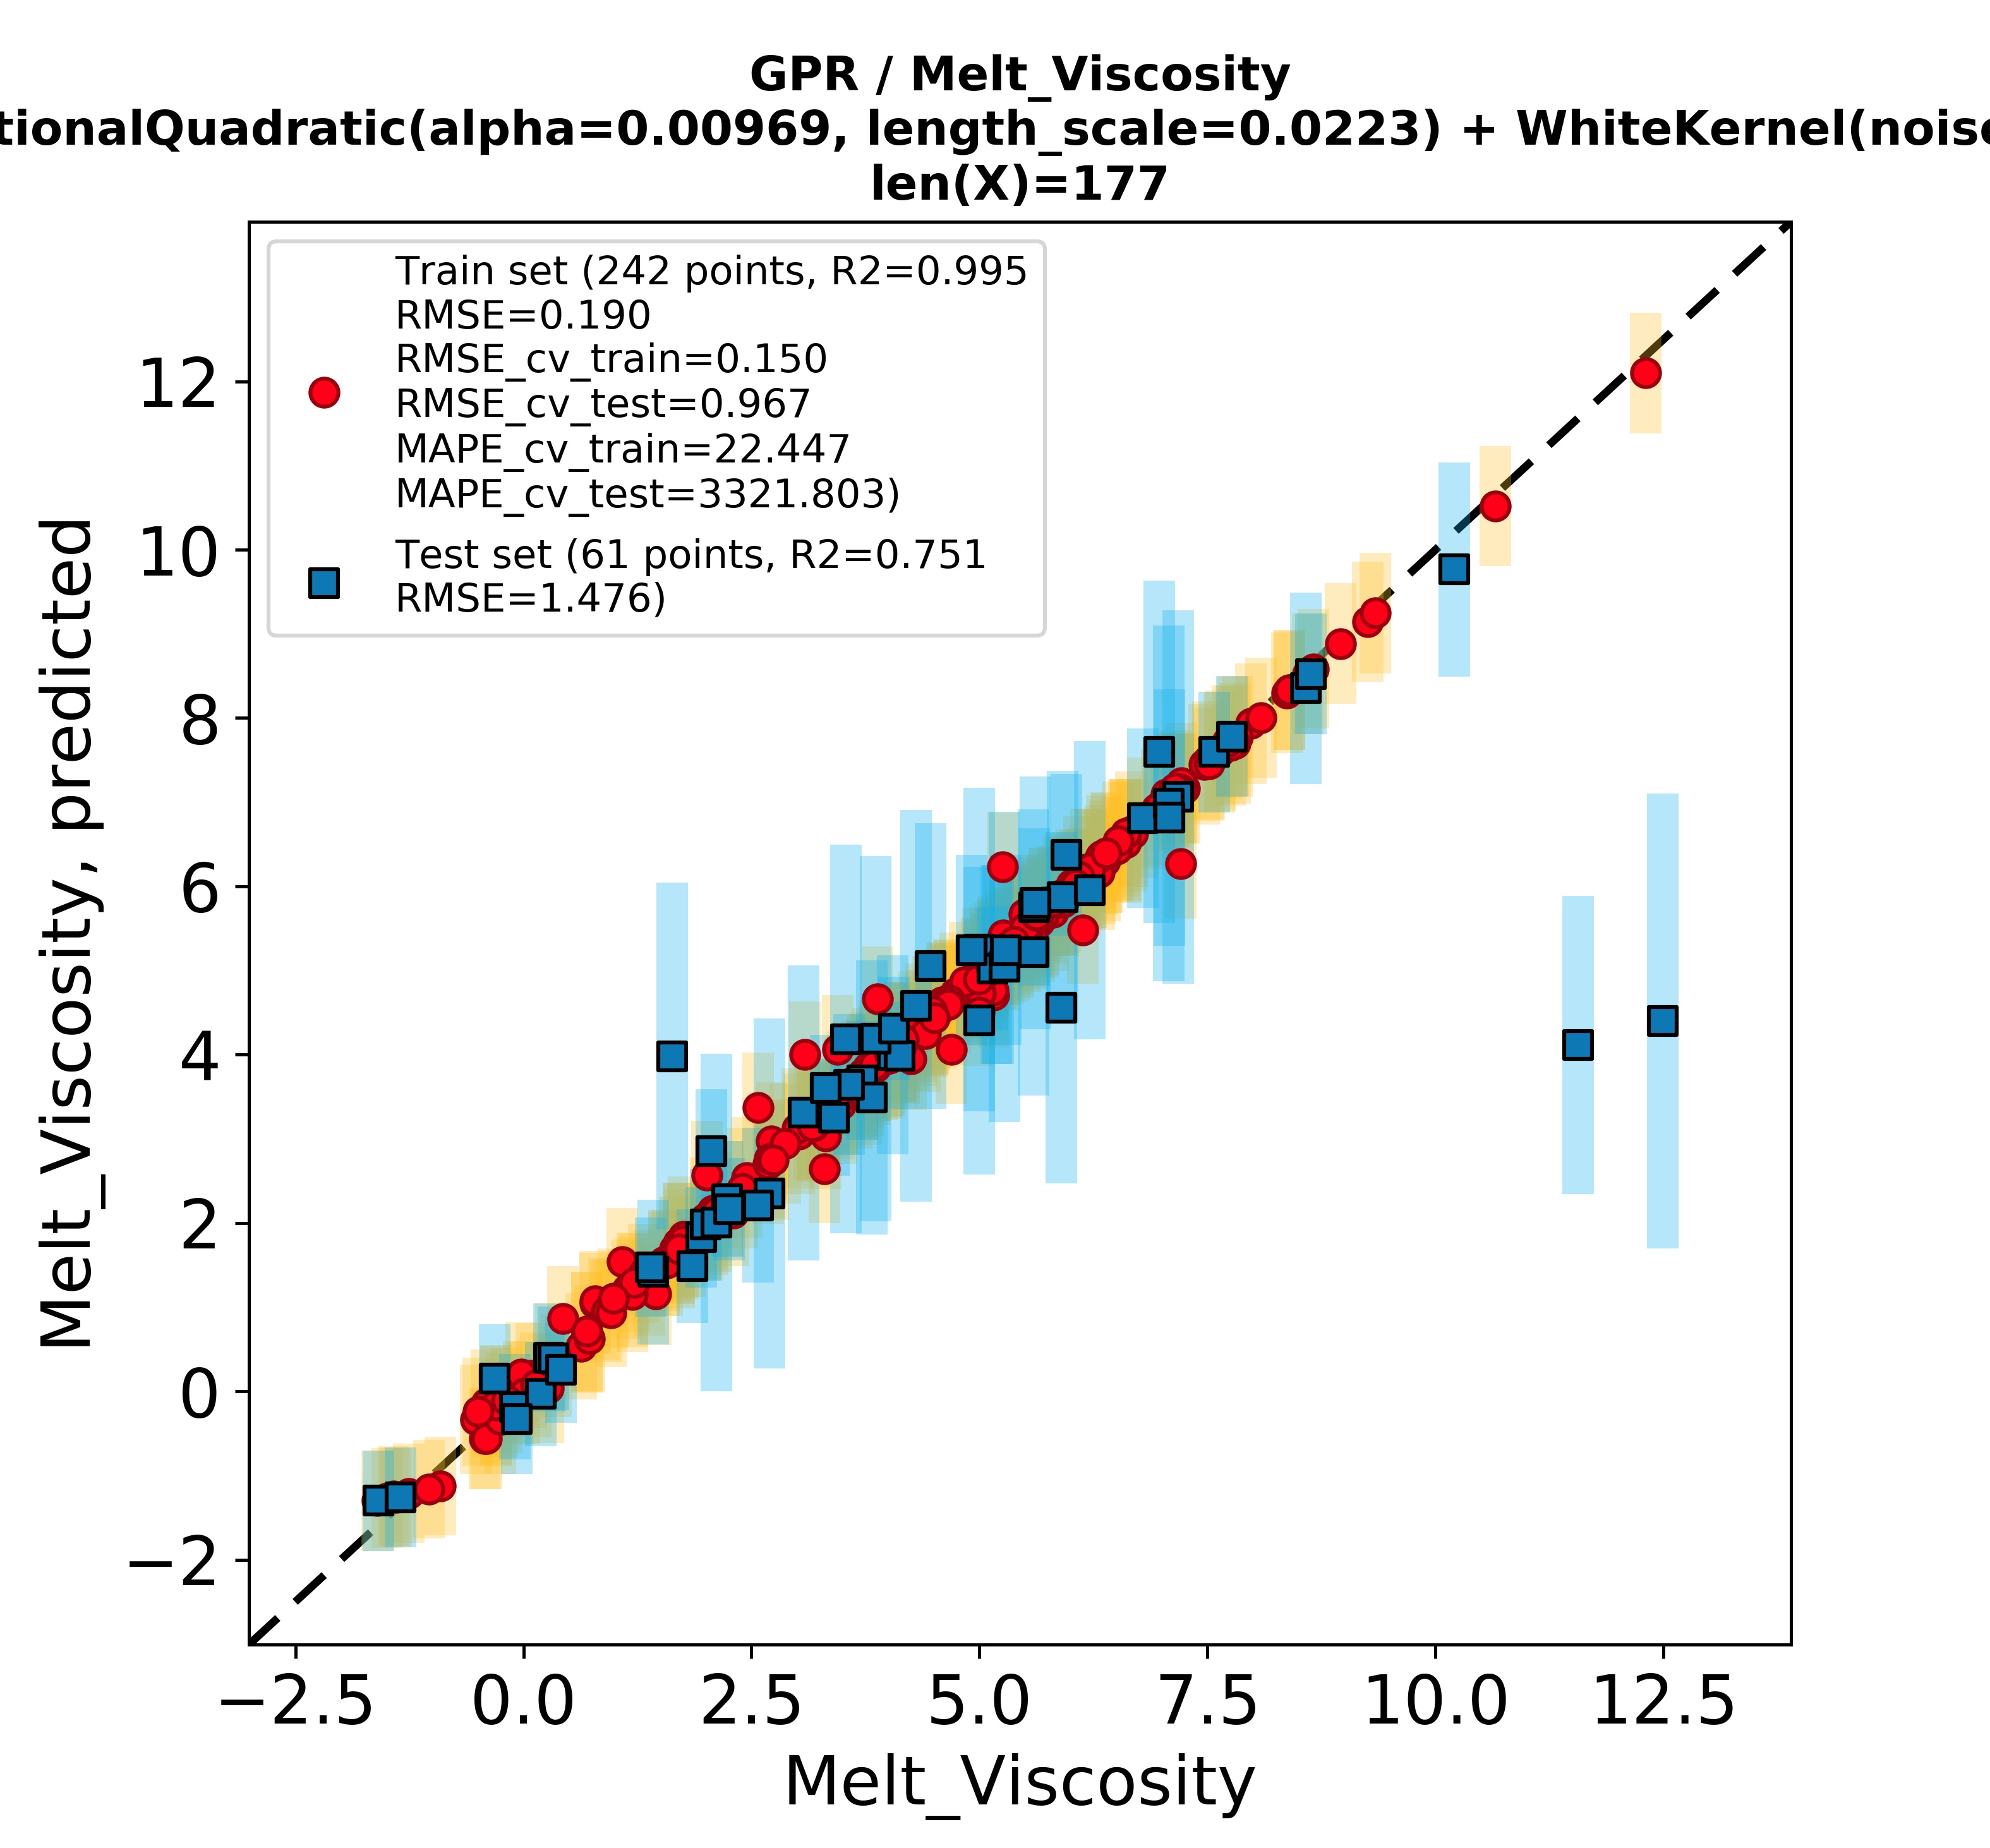 GPR / Melt_Viscosity
tionalQuadratic(alpha=0.00969, length_scale=0.0223) + WhiteKernel(noise
len(X)=177
Train set (242 points, R2=0.995
RMSE=0.190
RMSE_cv_train=0.150
RMSE_cv_test=0.967
MAPE_cv_train=22.447
MAPE_cv_test=3321.803)
Test set (61 points, R2=0.751
RMSE=1.476)
Melt_Viscosity, predicted
12
10
8
6
4
2
0
−2
−2.5 0.0 2.5 5.0 7.5 10.0 12.5
Melt_Viscosity